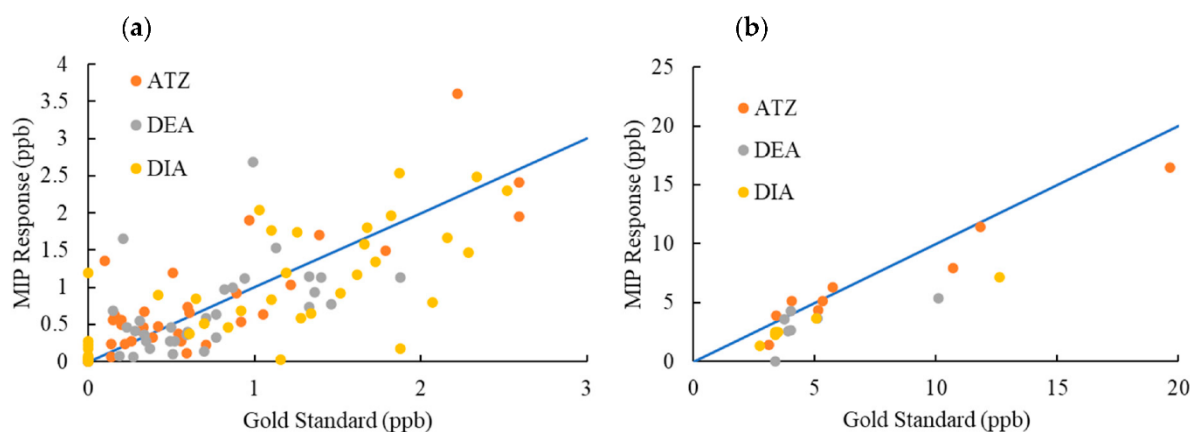 (a)
4
3.5
3
2.5
2
1.5
1
0.5
0
MIP Response (ppb)
ATZ
DEA
DIA
0
1
2
3
Gold Standard (ppb)
(b)
25
20
15
10
5
0
MIP Response (ppb)
ATZ
DEA
DIA
0
5
10
15
20
Gold Standard (ppb)